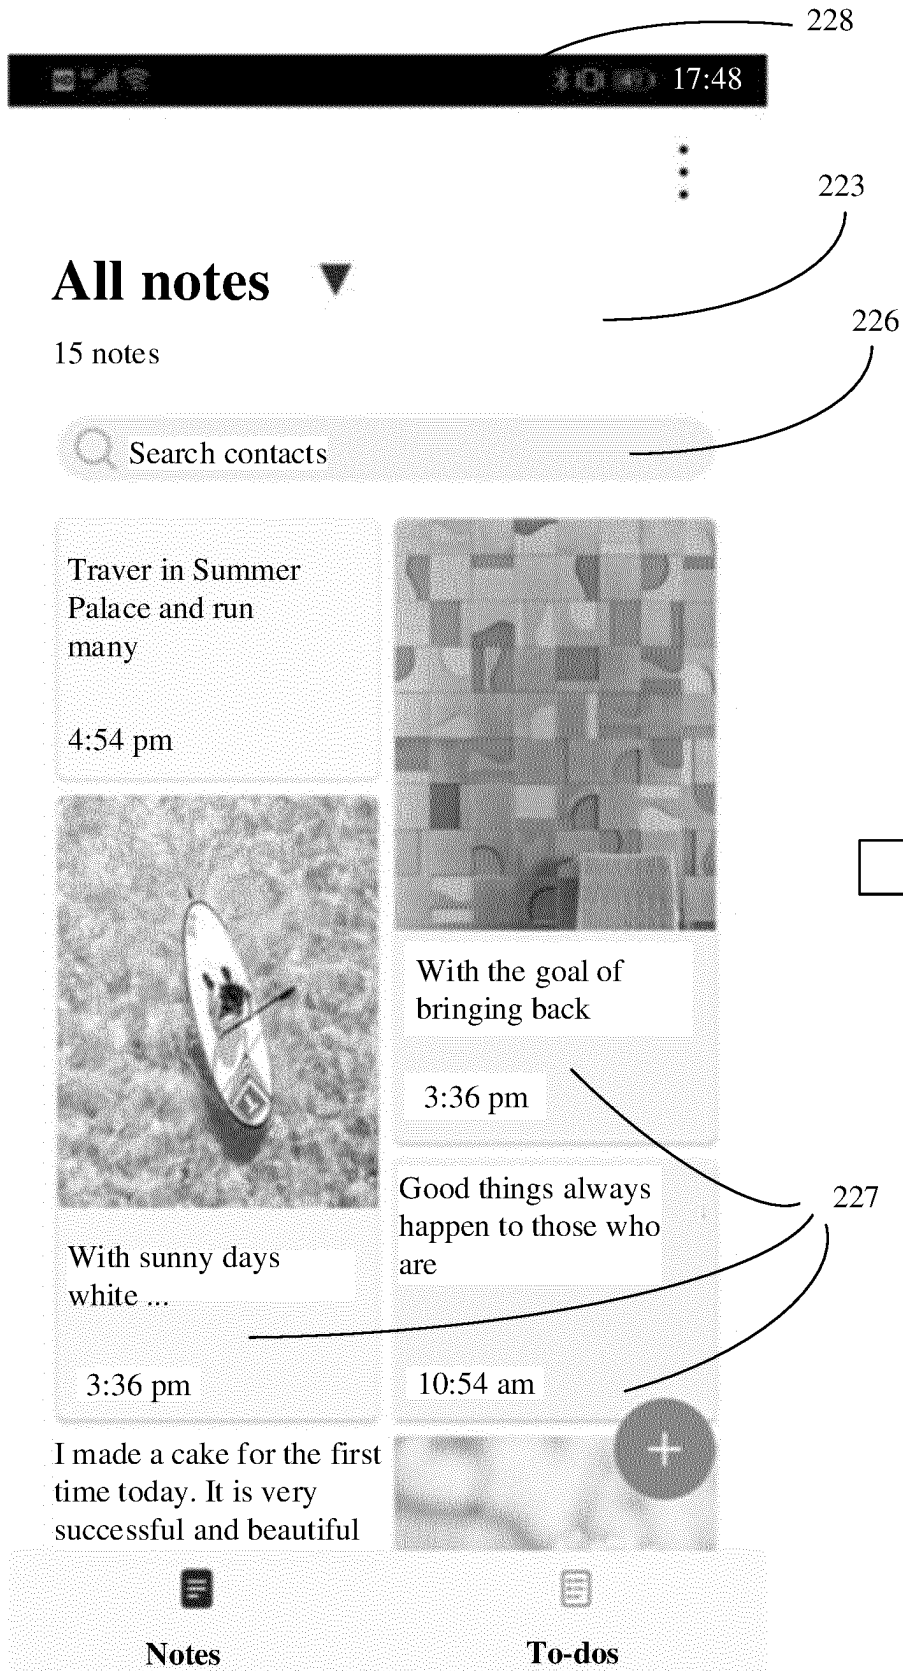 228
17:48
223
All notes
226
15 notes
Search contacts
Traver in Summer
Palace and run
many
4:54 pm
With the goal of
bringing back
3:36 pm
Good things always
happen to those who
are
227
With sunny days
white ...
3:36 pm
10:54 am
+
I made a cake for the first
time today. It is very
successful and beautiful
Notes
To-dos